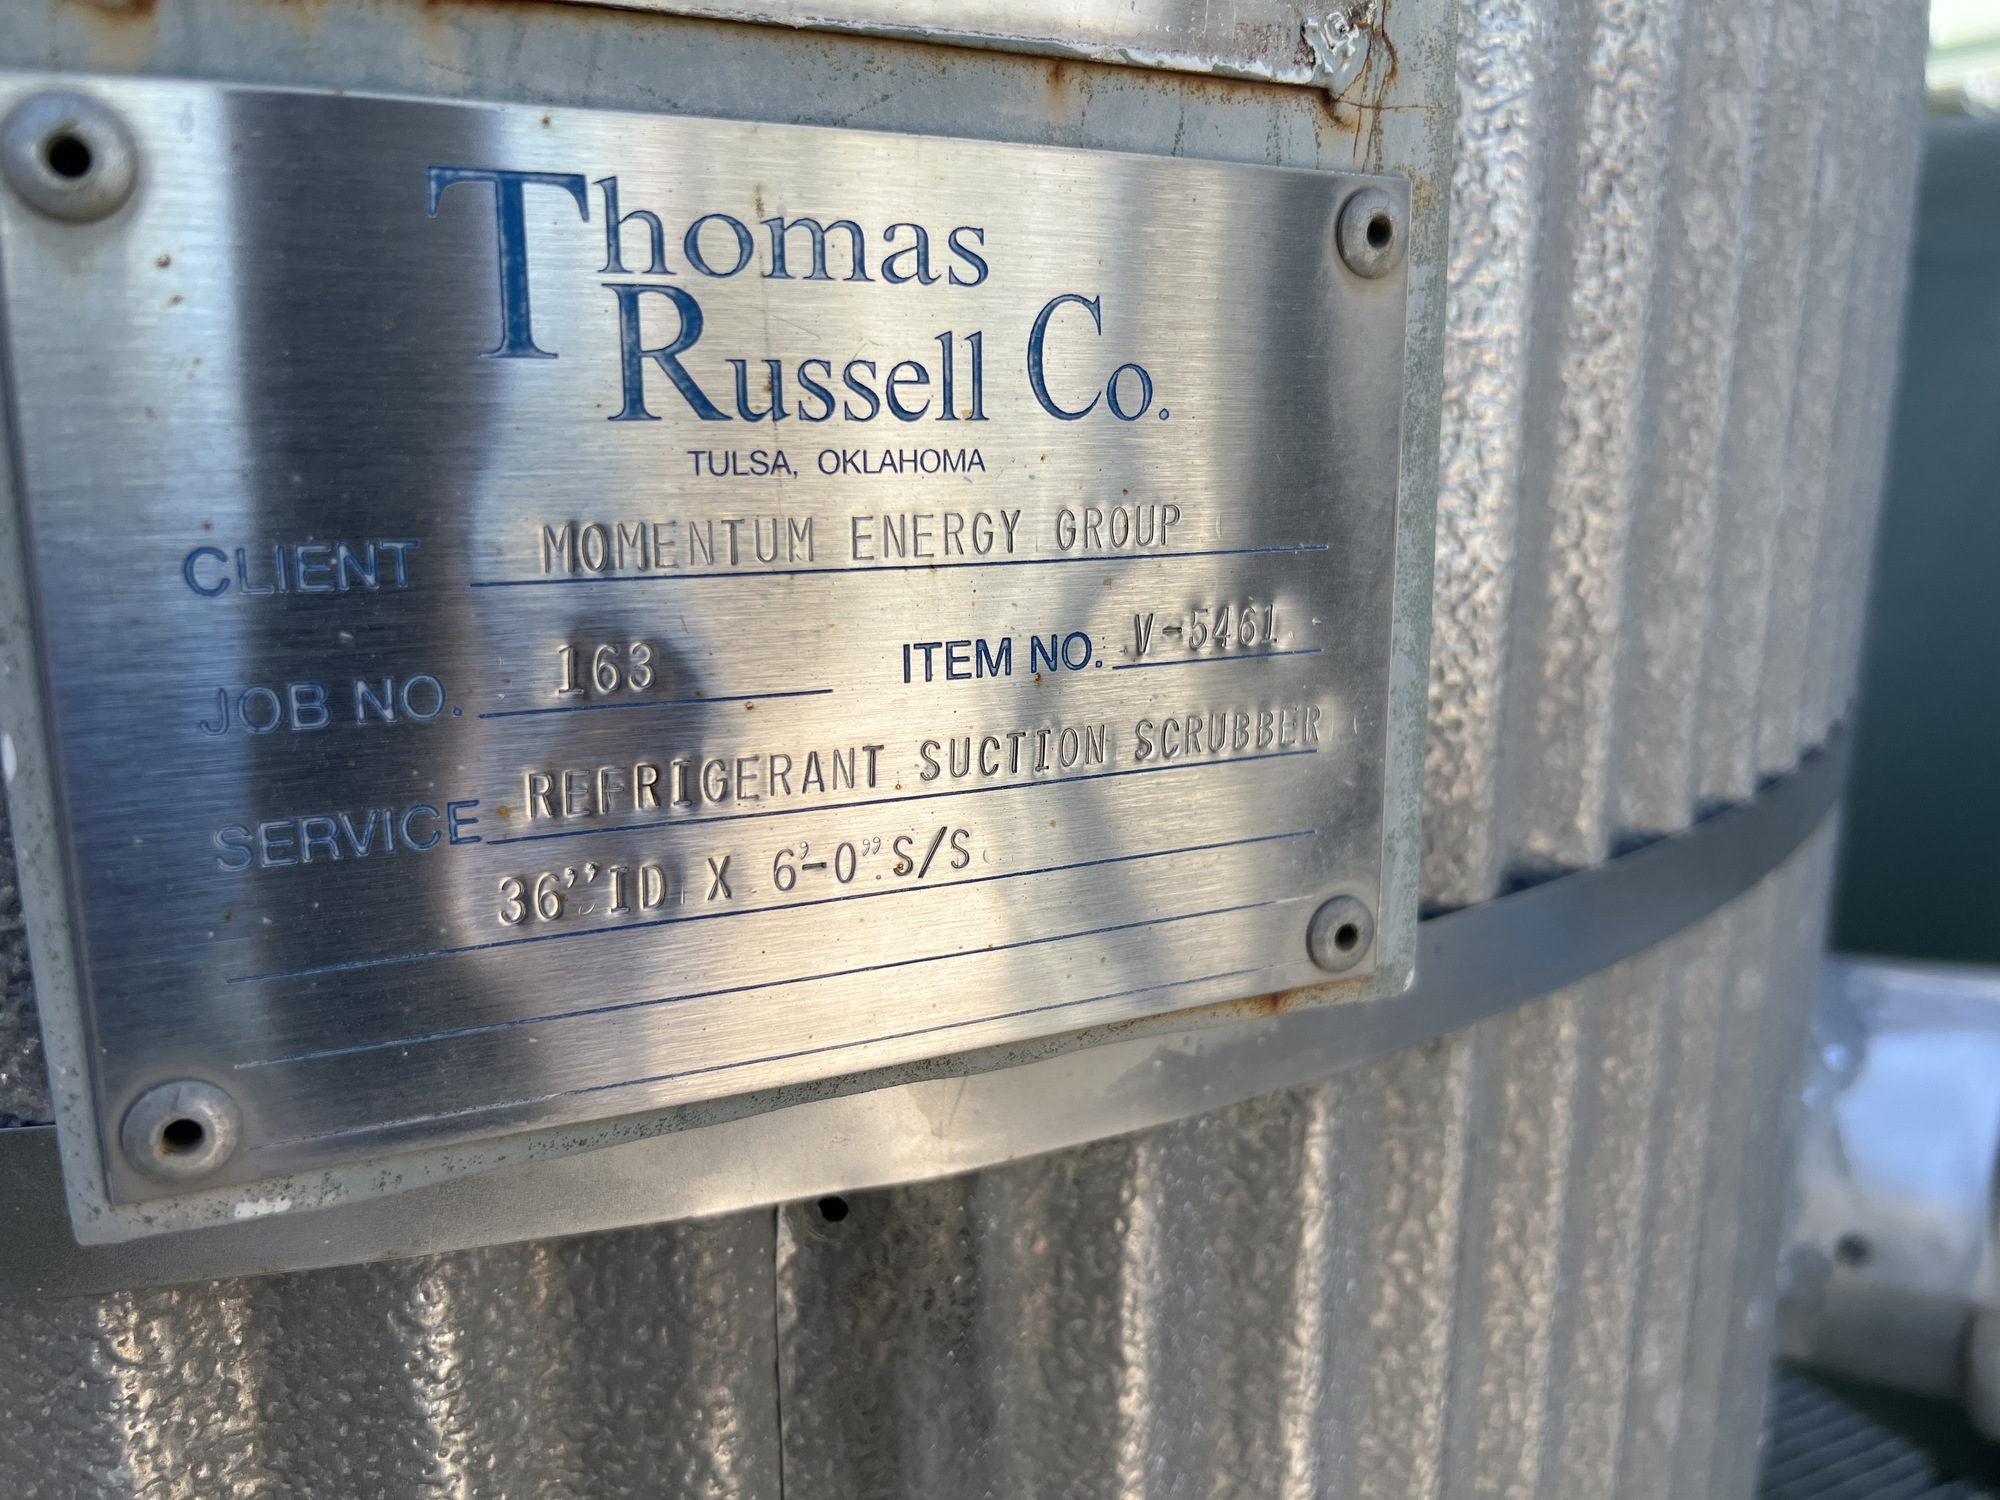 Thomas
Russell Co.
TULSA, OKLAHOMA
CLIENT MOMENTUM ENERGY GROUP
JOB NO. 163 ITEM NO. V-5461
SERVICE REFRIGERANT SUCTION SCRUBBER
36"ID X 6'-0" S/S